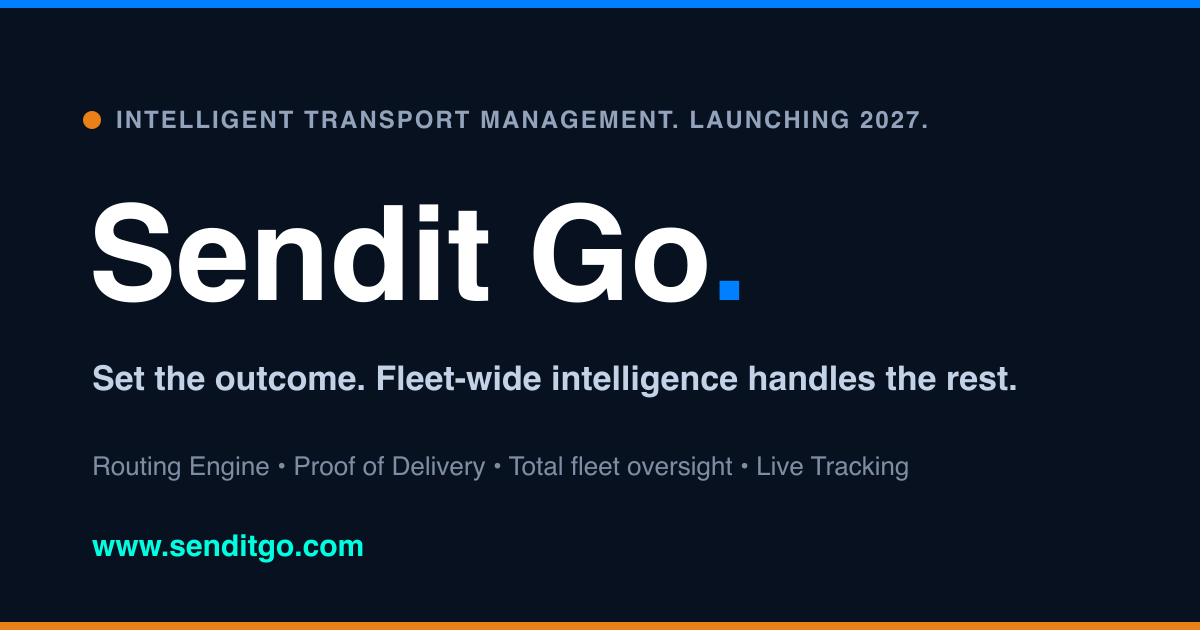 INTELLIGENT TRANSPORT MANAGEMENT. LAUNCHING 2027.
Sendit Go.
Set the outcome. Fleet-wide intelligence handles the rest.
Routing Engine • Proof of Delivery • Total fleet oversight • Live Tracking
www.senditgo.com